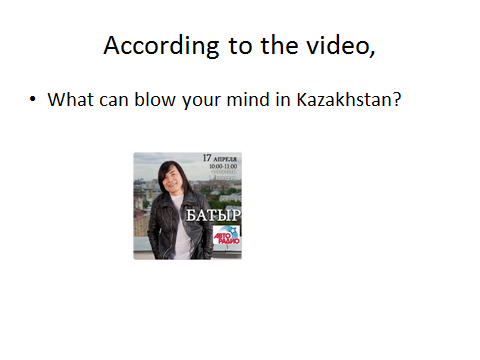 According to the video,
• What can blow your mind in Kazakhstan?
17 АПРЕЛЯ
10:00-11:00
БАТЫР
АВТО
РАДИО